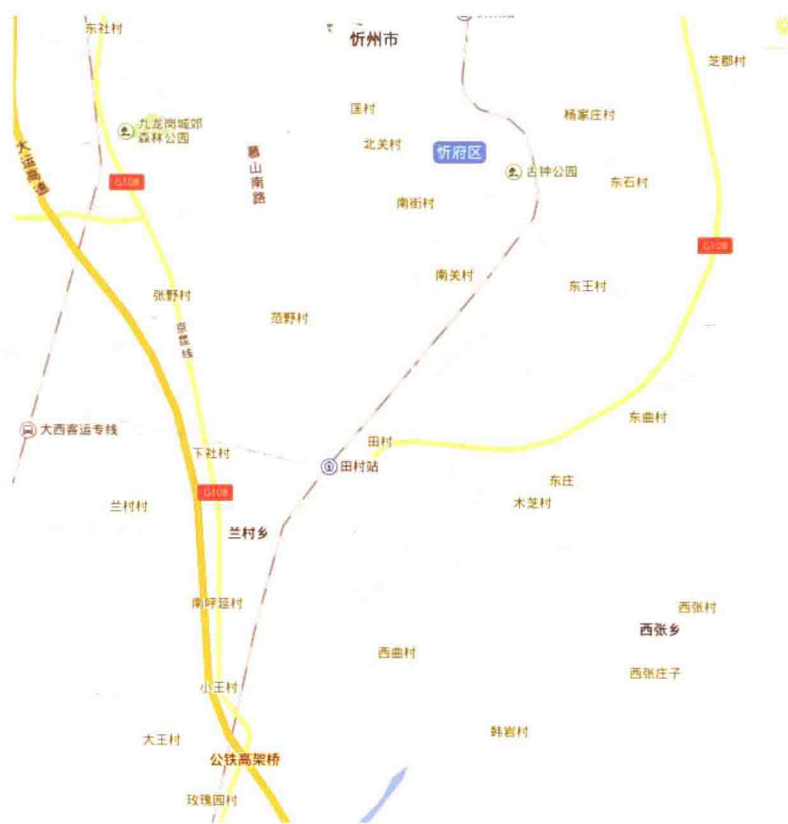 东社村
忻州市
芝郡村
匡村
杨家庄村
九龙岗城郊
森林公园
北关村
忻府区
大运高速
慕山南路
G108
古钟公园
东石村
南街村
G108
南关村
东王村
张野村
范野村
京昆线
东曲村
大西客运专线
田村
下社村
田村站
东庄
G108
兰村村
木芝村
兰村乡
南呼延村
西张村
西张乡
西曲村
西张庄子
小王村
大王村
韩岩村
公铁高架桥
玫瑰园村